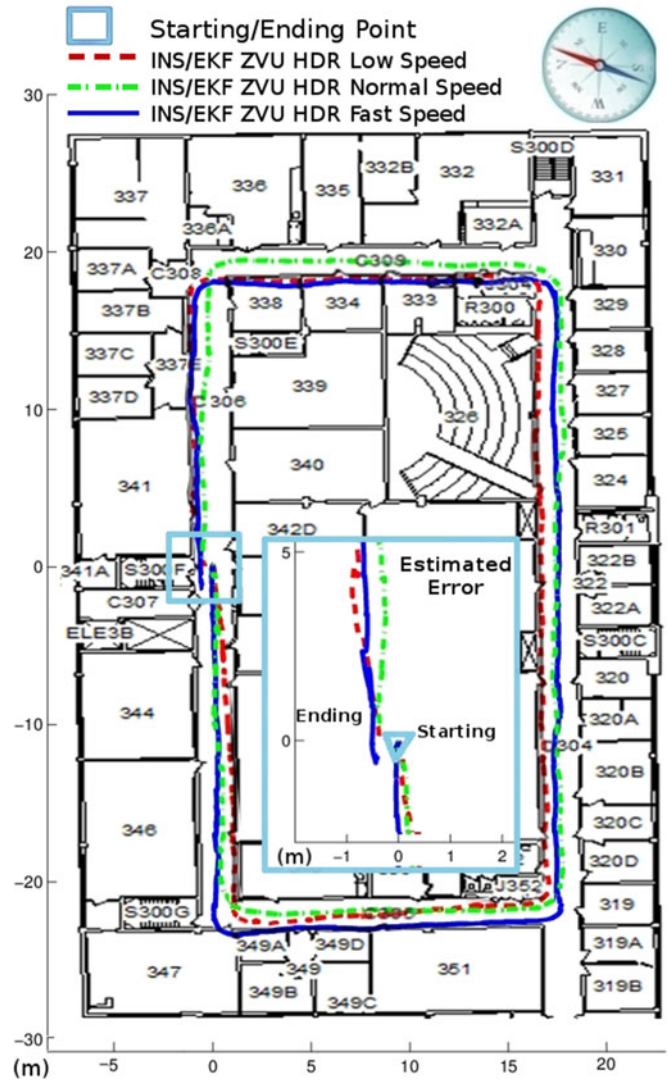 Starting/Ending Point
INS/EKF ZVU HDR Low Speed
INS/EKF ZVU HDR Normal Speed
INS/EKF ZVU HDR Fast Speed
E
N
S
W
30
S300D
332B
332
337
336
335
331
336A
332A
330
20
C309
337A
C308
337B
338
334
333
R300
329
S300E
337C
328
337E
339
337D
327
10
C306
326
325
340
341
324
342D
R301
0
341A
S300F
5
Estimated
Error
322B
322
C307
322A
ELE3B
S300C
Ending
Starting
320
344
0
320A
-10
320B
346
320C
(m)
-1
0
1
2
320D
-20
J352
S300G
319
349A
349D
319A
347
349
351
349B
349C
319B
-30
(m)
-5
0
5
10
15
20